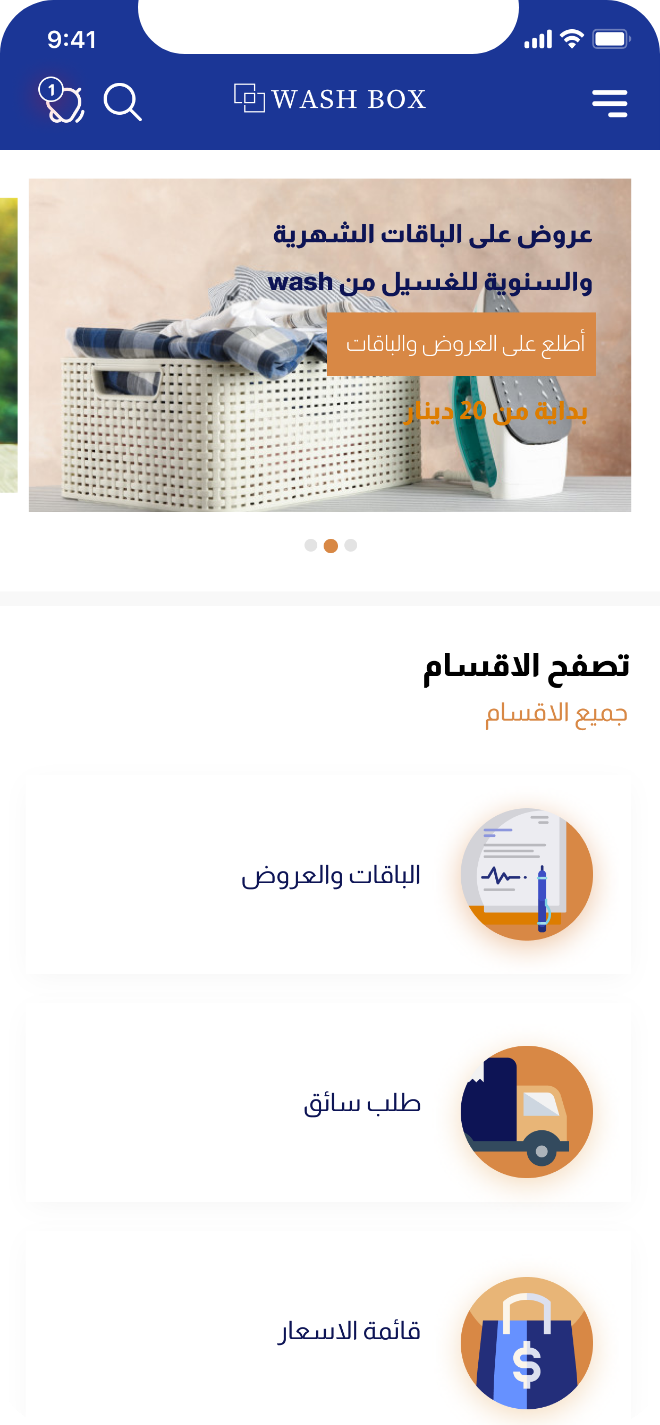 9:41
1
WASH BOX
عروض على الباقات الشهرية
والسنوية للغسيل من wash
أطلع على العروض والباقات
بداية من 20 دينار
تصفح الاقسام
جميع الاقسام
الباقات والعروض
طلب سائق
قائمة الاسعار
$